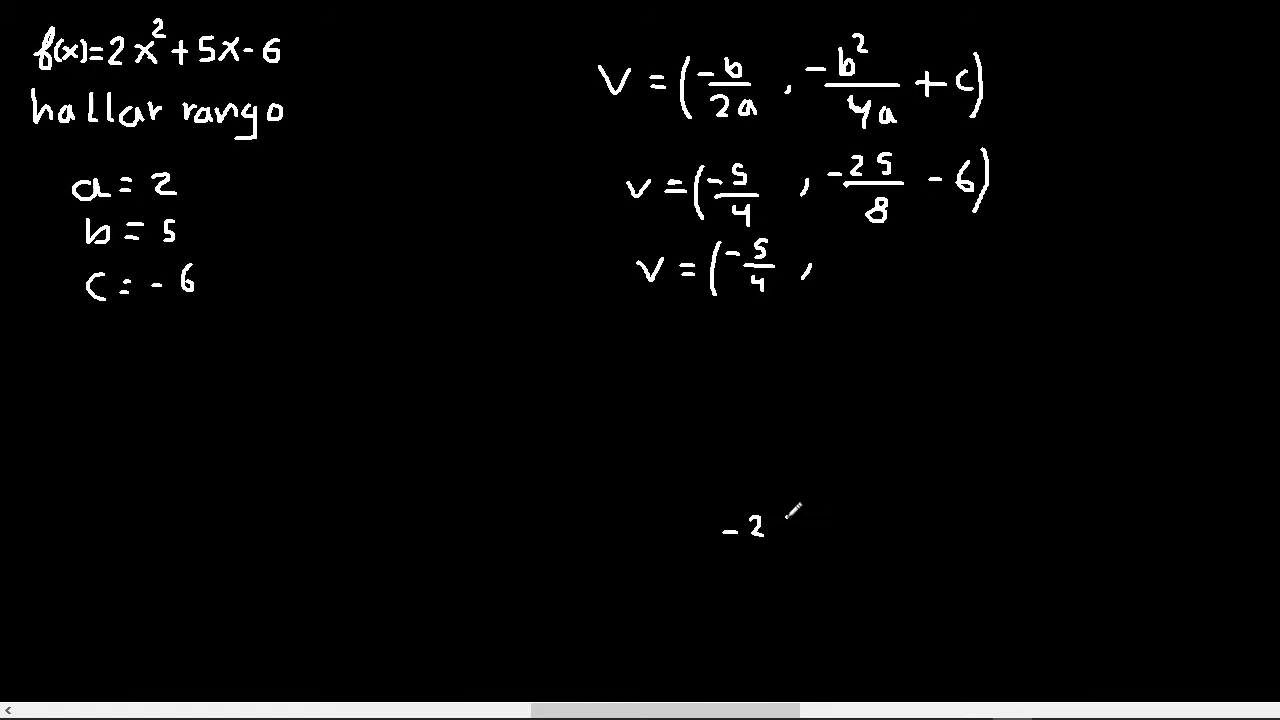 f(x)=2x²+5x-6
hallar rango
a=2
b=5
c=-6
V=(-b/2a, -b²/4a+c)
V=(-5/4, -25/8-6)
V=(-5/4,
-2